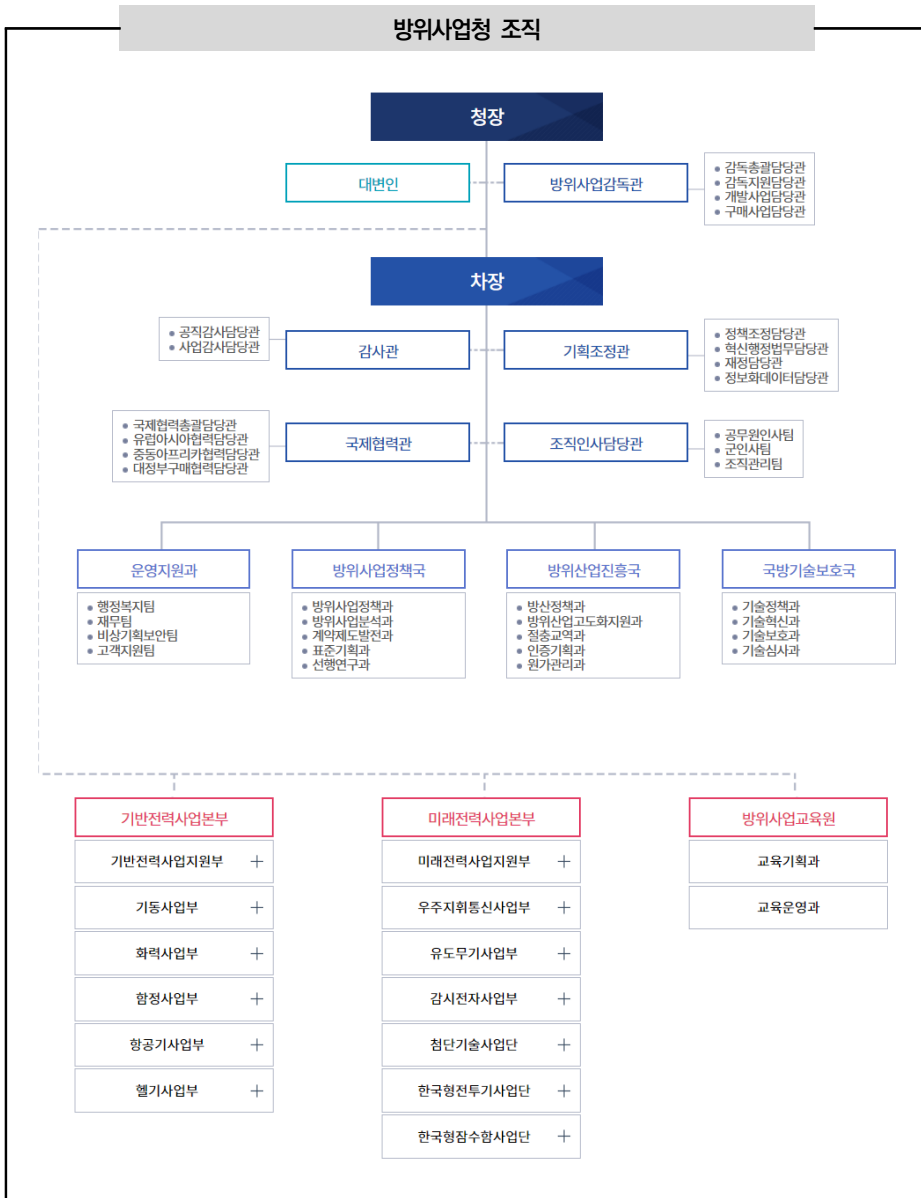 방위사업청 조직
청장
대변인
방위사업감독관
감독총괄담당관
감독지원담당관
개발사업담당관
구매사업담당관
차장
공직감사담당관
사업감사담당관
감사관
기획조정관
정책조정담당관
혁신행정법무담당관
재정담당관
정보화데이터담당관
국제협력총괄담당관
유럽아시아협력담당관
중동아프리카협력담당관
대정부구매협력담당관
국제협력관
조직인사담당관
공무원인사팀
군인사팀
조직관리팀
운영지원과
행정복지팀
재무팀
비상기획보안팀
고객지원팀
방위사업정책국
방위사업정책과
방위사업분석과
계약제도발전과
표준기획과
선행연구과
방위산업진흥국
방산정책과
방위산업고도화지원과
절충교역과
인증기획과
원가관리과
국방기술보호국
기술정책과
기술혁신과
기술보호과
기술심사과
기반전력사업본부
기반전력사업지원부
기동사업부
화력사업부
함정사업부
항공기사업부
헬기사업부
미래전력사업본부
미래전력사업지원부
우주지휘통신사업부
유도무기사업부
감시전자사업부
첨단기술사업단
한국형전투기사업단
한국형잠수함사업단
방위사업교육원
교육기획과
교육운영과